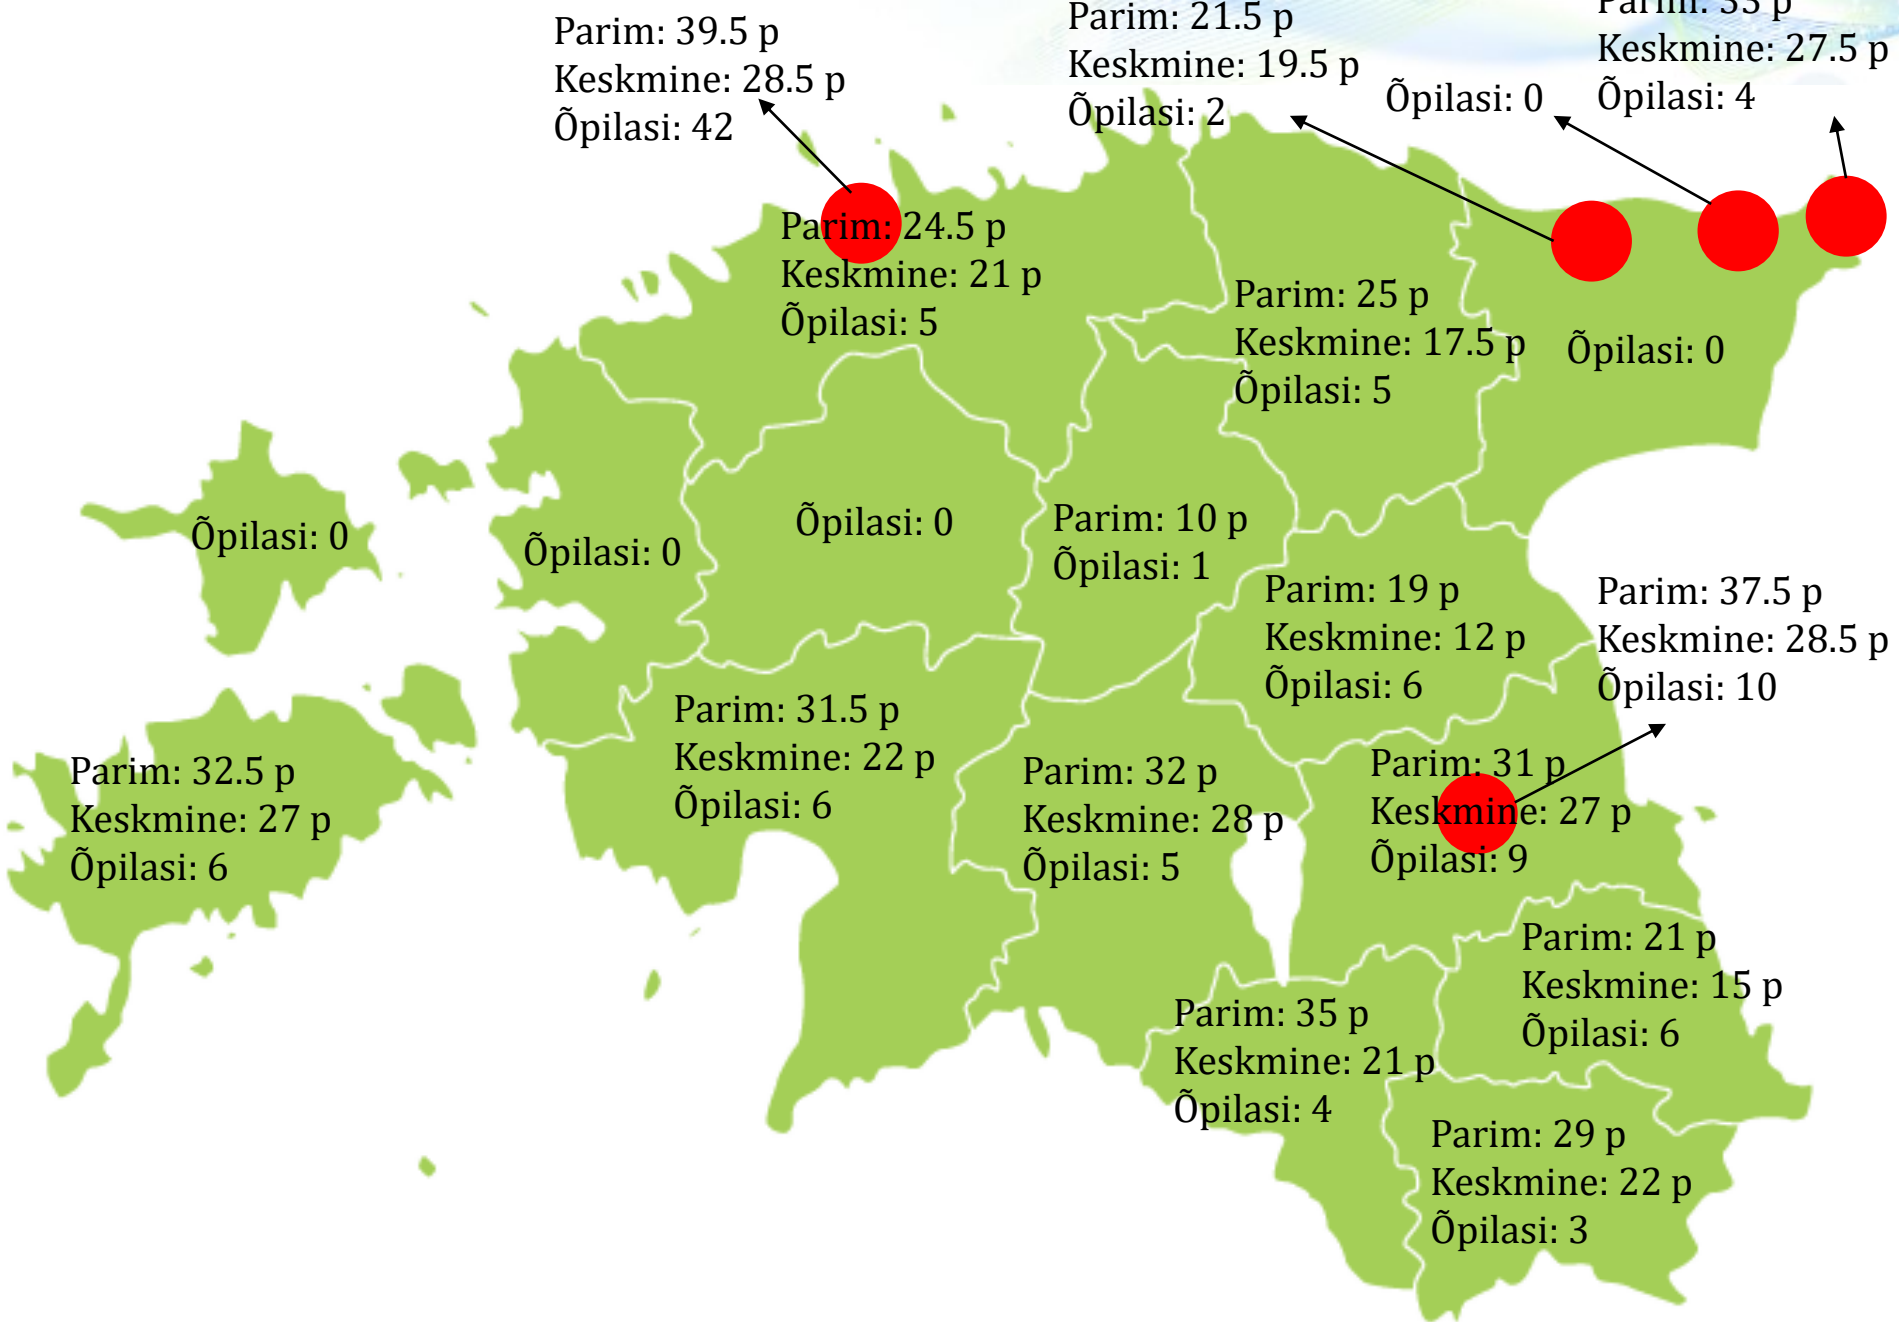 Parim: 39.5 p
Keskmine: 28.5 p
Õpilasi: 42
Parim: 21.5 p
Keskmine: 19.5 p
Õpilasi: 2
Õpilasi: 0
Parim: 33 p
Keskmine: 27.5 p
Õpilasi: 4
Parim: 24.5 p
Keskmine: 21 p
Õpilasi: 5
Parim: 25 p
Keskmine: 17.5 p
Õpilasi: 5
Õpilasi: 0
Õpilasi: 0
Õpilasi: 0
Õpilasi: 0
Parim: 10 p
Õpilasi: 1
Parim: 19 p
Keskmine: 12 p
Õpilasi: 6
Parim: 37.5 p
Keskmine: 28.5 p
Õpilasi: 10
Parim: 32.5 p
Keskmine: 27 p
Õpilasi: 6
Parim: 31.5 p
Keskmine: 22 p
Õpilasi: 6
Parim: 32 p
Keskmine: 28 p
Õpilasi: 5
Parim: 31 p
Keskmine: 27 p
Õpilasi: 9
Parim: 21 p
Keskmine: 15 p
Õpilasi: 6
Parim: 35 p
Keskmine: 21 p
Õpilasi: 4
Parim: 29 p
Keskmine: 22 p
Õpilasi: 3